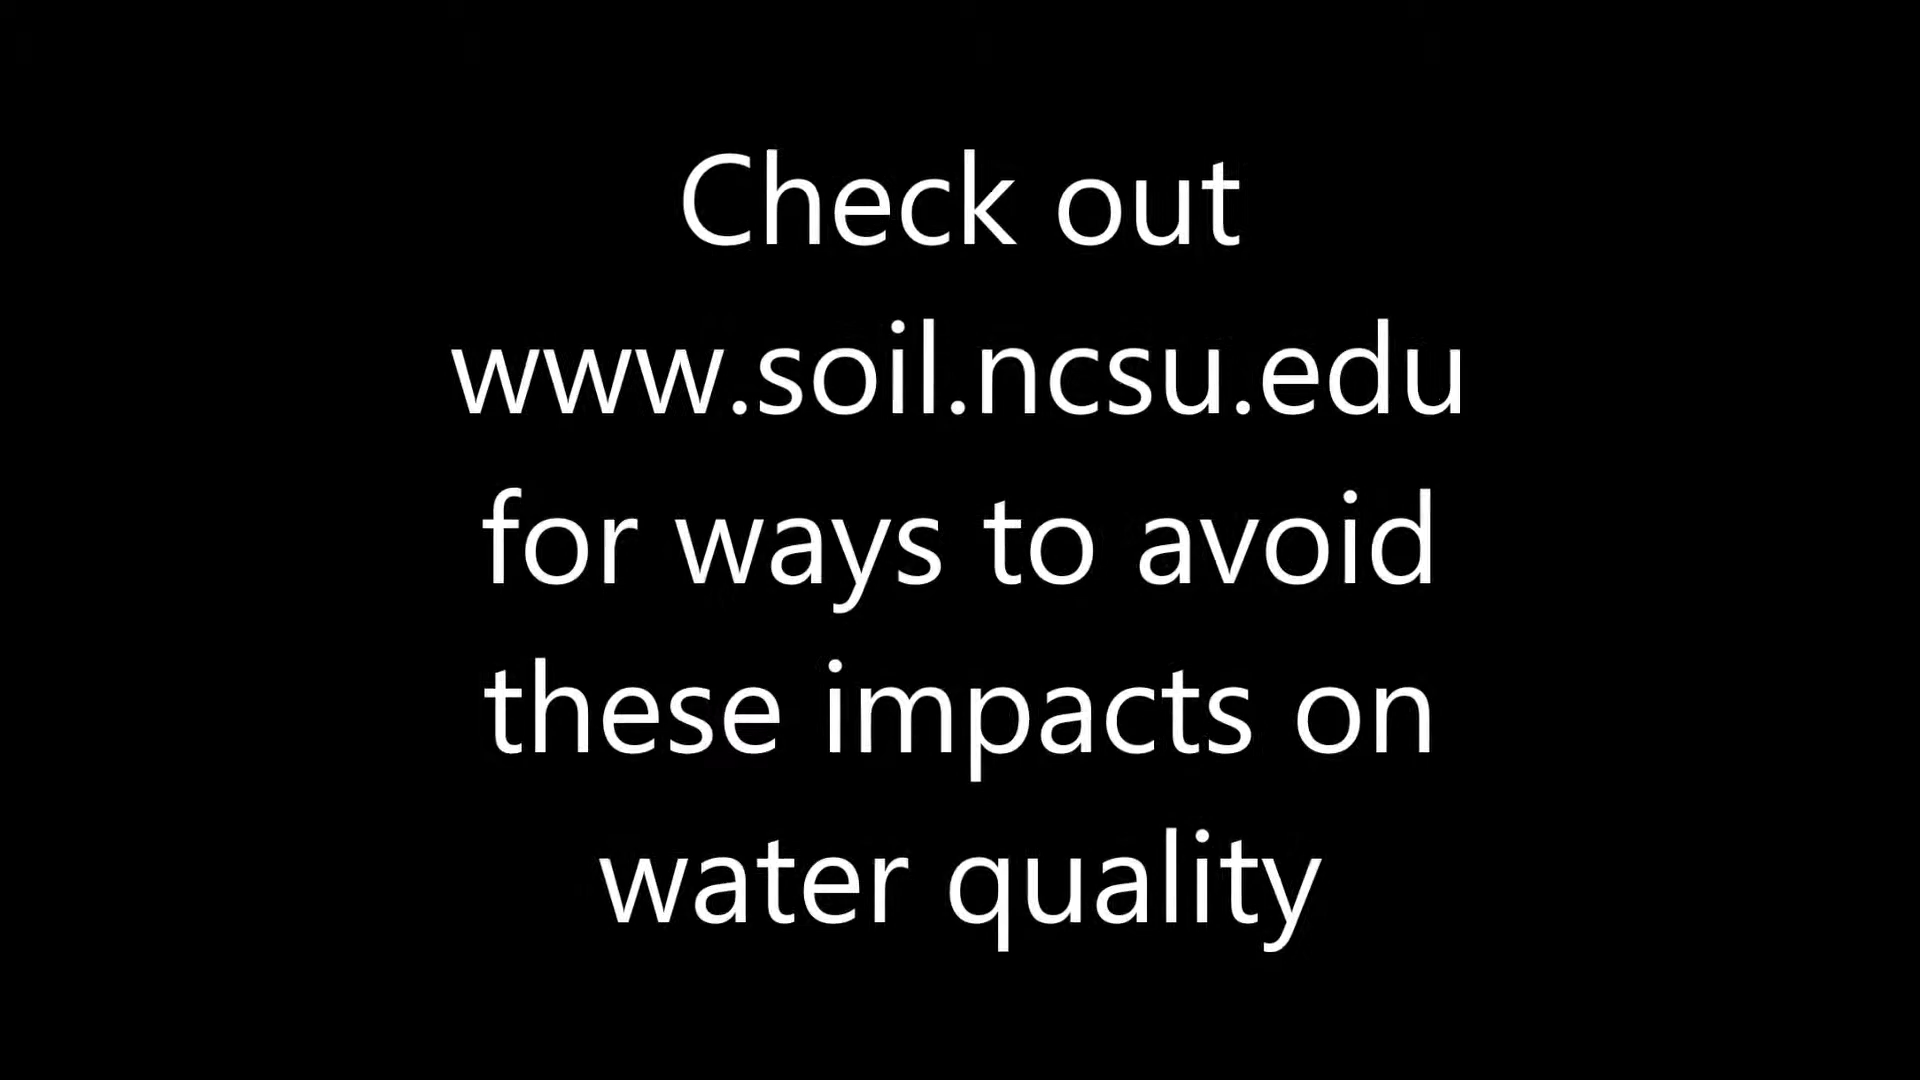 Check out
www.soil.ncsu.edu
for ways to avoid
these impacts on
water quality